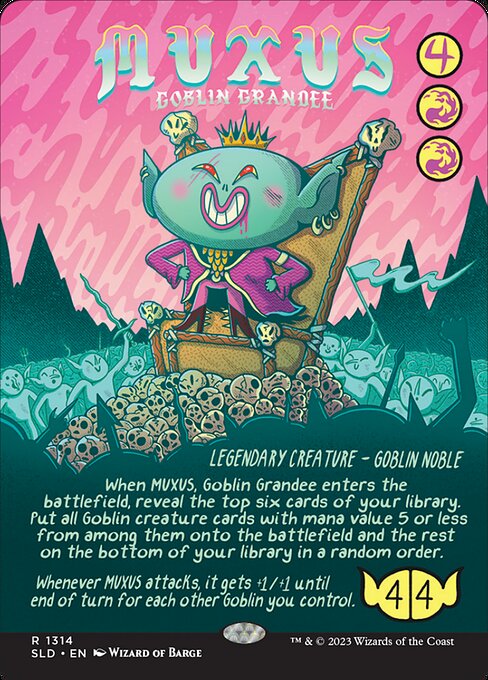 MUXUS
GOBLIN GRANDEE
4
LEGENDARY CREATURE – GOBLIN NOBLE
When MUXUS, Goblin Grandee enters the
battlefield, reveal the top six cards of your library.
Put all Goblin creature cards with mana value 5 or less
from among them onto the battlefield and the rest
on the bottom of your library in a random order.
Whenever MUXUS attacks, it gets +1/+1 until
end of turn for each other Goblin you control.
4|4
R 1314
SLD • EN Wizard of Barge
™ & © 2023 Wizards of the Coast